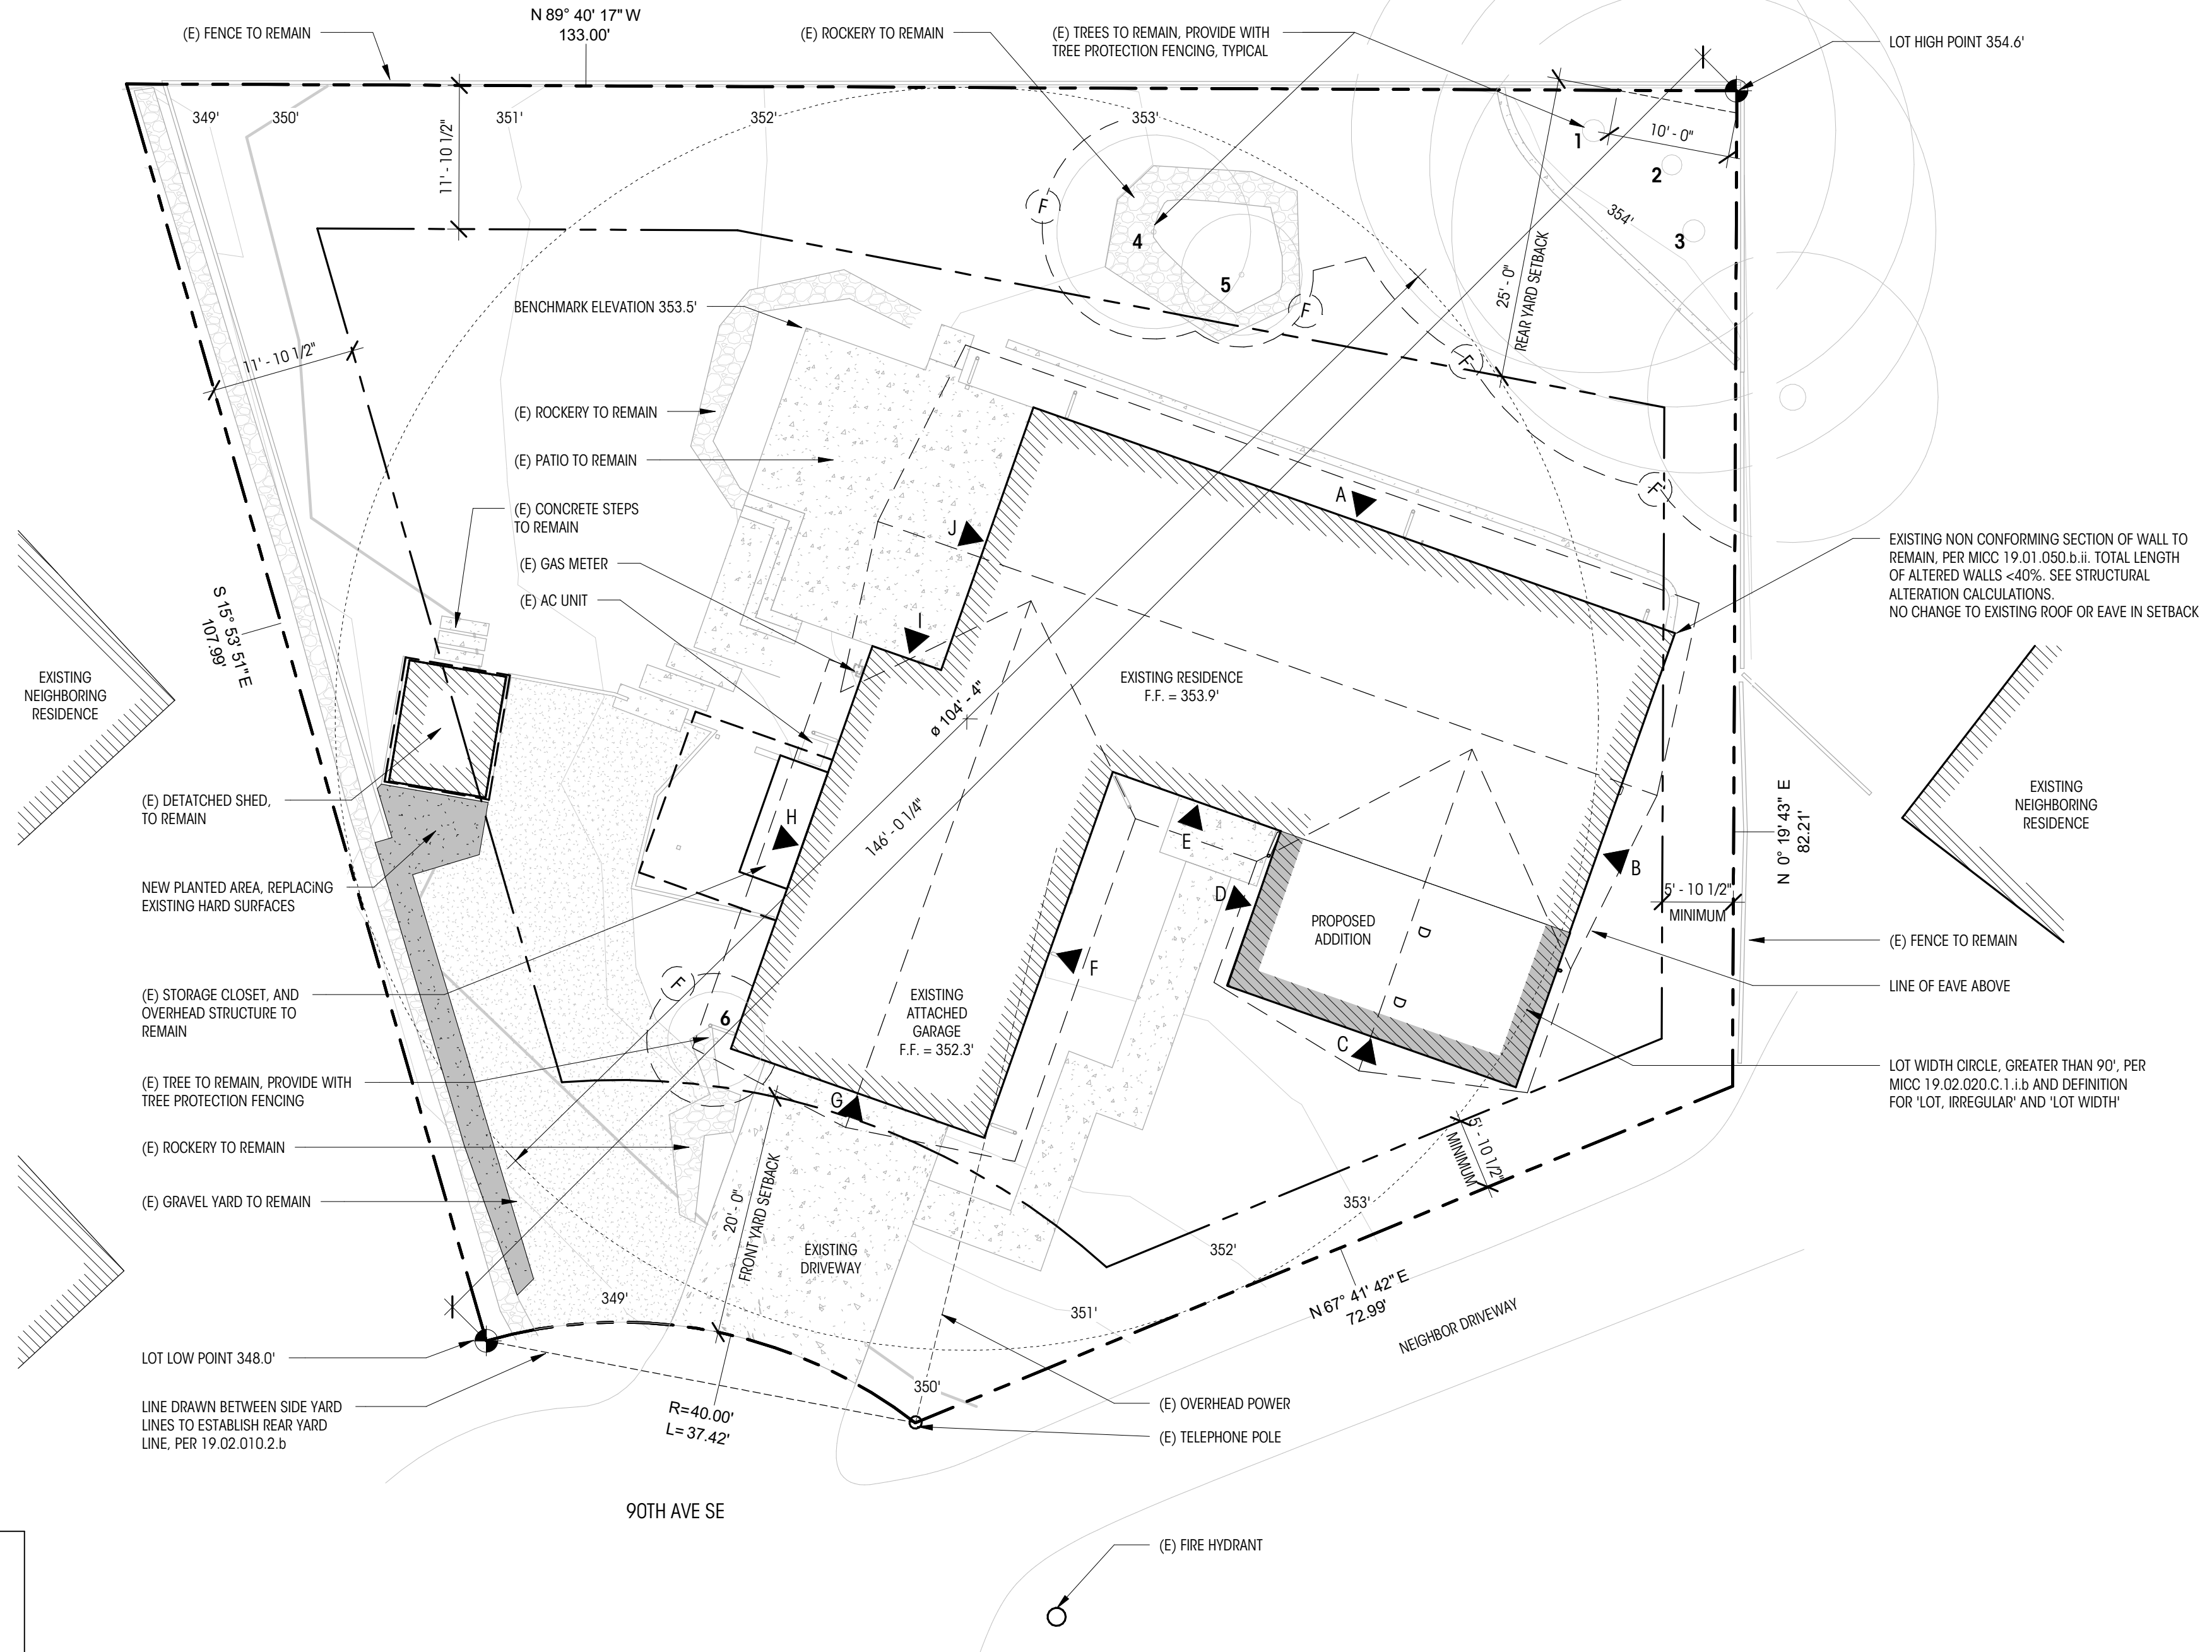 (E) FENCE TO REMAIN
N 89° 40' 17" W
133.00'
(E) ROCKERY TO REMAIN
(E) TREES TO REMAIN, PROVIDE WITH
TREE PROTECTION FENCING, TYPICAL
LOT HIGH POINT 354.6'
349'
350'
351'
352'
353'
11' - 10 1/2"
1
10' - 0"
2
354'
3
F
4
5
F
25' - 0"
REAR YARD SETBACK
BENCHMARK ELEVATION 353.5'
11' - 10 1/2"
F
(E) ROCKERY TO REMAIN
(E) PATIO TO REMAIN
F
A
(E) CONCRETE STEPS
TO REMAIN
J
EXISTING NON CONFORMING SECTION OF WALL TO
REMAIN, PER MICC 19.01.050.b.ii. TOTAL LENGTH
OF ALTERED WALLS <40%. SEE STRUCTURAL
ALTERATION CALCULATIONS.
NO CHANGE TO EXISTING ROOF OR EAVE IN SETBACK
(E) GAS METER
(E) AC UNIT
I
S 15° 53' 51" E
107.99'
EXISTING
NEIGHBORING
RESIDENCE
EXISTING RESIDENCE
F.F. = 353.9'
ø 104' - 4"
146' - 0 1/4"
(E) DETATCHED SHED,
TO REMAIN
H
E
EXISTING
NEIGHBORING
RESIDENCE
N 0° 19' 43" E
82.21'
B
NEW PLANTED AREA, REPLACiNG
EXISTING HARD SURFACES
D
5' - 10 1/2"
MINIMUM
PROPOSED
ADDITION
D
D
(E) FENCE TO REMAIN
F
LINE OF EAVE ABOVE
(E) STORAGE CLOSET, AND
OVERHEAD STRUCTURE TO
REMAIN
F
6
EXISTING
ATTACHED
GARAGE
F.F. = 352.3'
C
(E) TREE TO REMAIN, PROVIDE WITH
TREE PROTECTION FENCING
LOT WIDTH CIRCLE, GREATER THAN 90', PER
MICC 19.02.020.C.1.i.b AND DEFINITION
FOR 'LOT, IRREGULAR' AND 'LOT WIDTH'
G
(E) ROCKERY TO REMAIN
5' - 10 1/2"
MINIMUM
(E) GRAVEL YARD TO REMAIN
20' - 0"
FRONT YARD SETBACK
353'
352'
EXISTING
DRIVEWAY
349'
351'
N 67° 41' 42" E
72.99'
NEIGHBOR DRIVEWAY
LOT LOW POINT 348.0'
350'
LINE DRAWN BETWEEN SIDE YARD
LINES TO ESTABLISH REAR YARD
LINE, PER 19.02.010.2.b
R=40.00'
L= 37.42'
(E) OVERHEAD POWER
(E) TELEPHONE POLE
90TH AVE SE
(E) FIRE HYDRANT